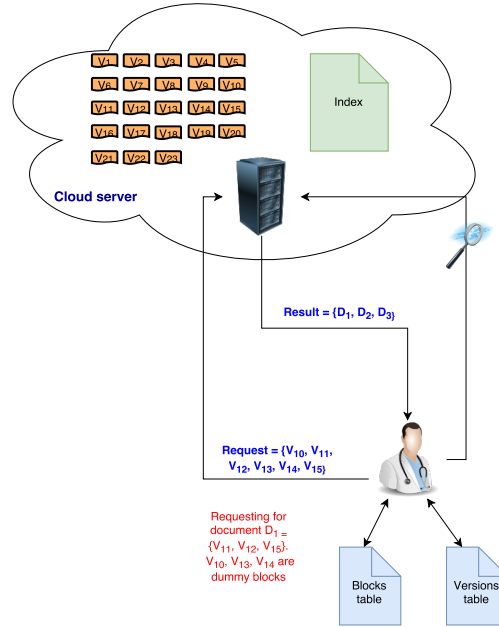 V1 V2 V3 V4 V5
V6 V7 V8 V9 V10
V11 V12 V13 V14 V15
V16 V17 V18 V19 V20
V21 V22 V23
Index
Cloud server
Result = {D1, D2, D3}
Request = {V10, V11,
V12, V13, V14, V15}
Requesting for
document D1 =
{V11, V12, V15}.
V10, V13, V14 are
dummy blocks
Blocks
table
Versions
table